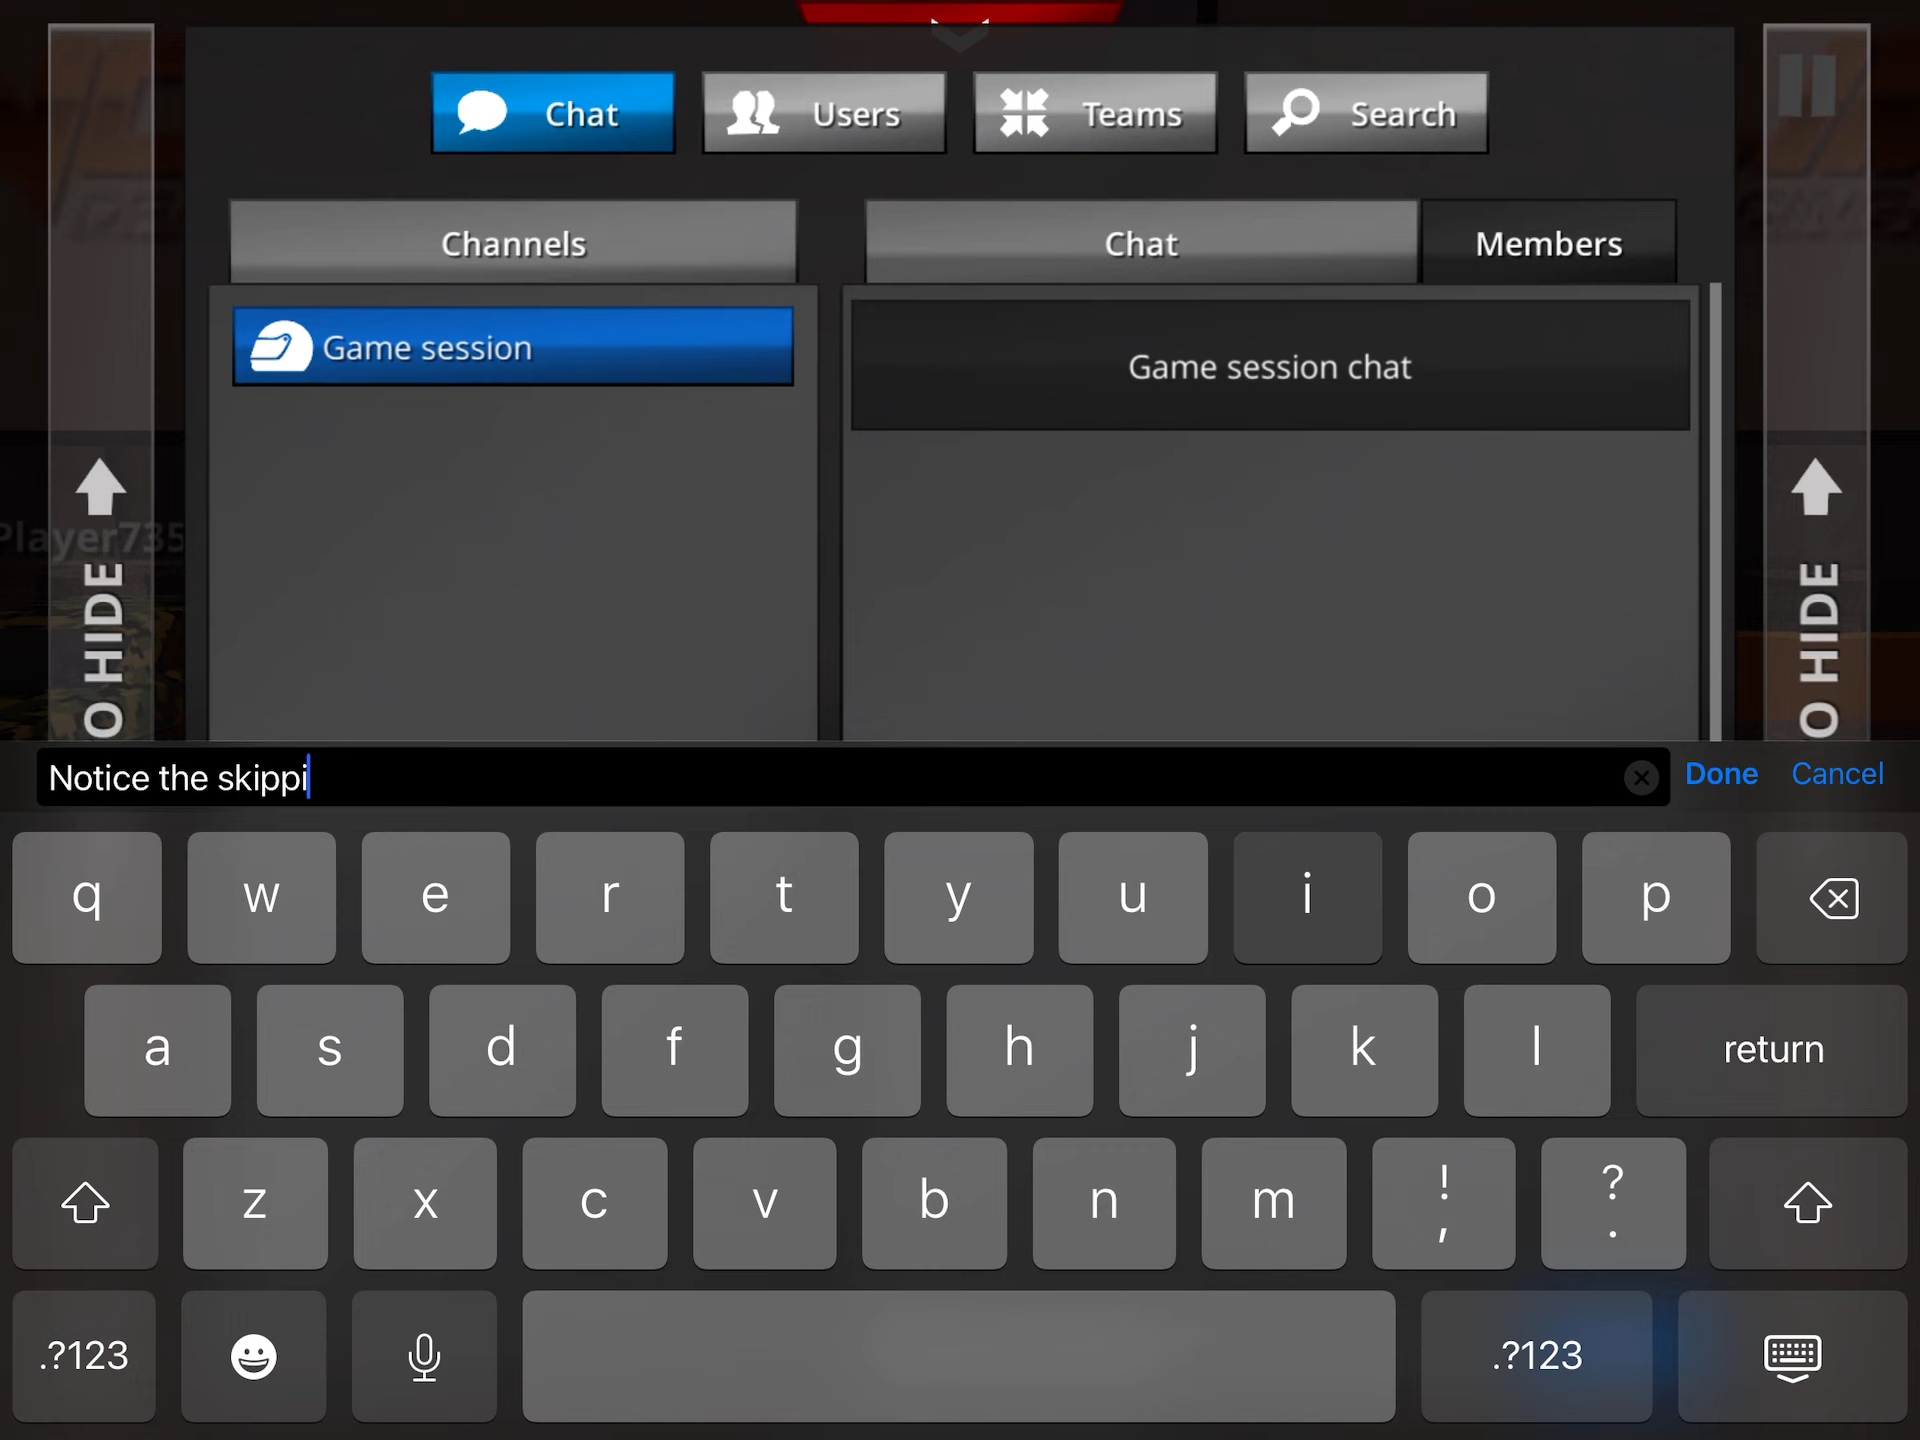 Chat
Users
Teams
Search
Channels
Chat
Members
Game session
Game session chat
Player735
O HIDE
O HIDE
Notice the skippi
Done
Cancel
q w e r t y u i o p
a s d f g h j k l
return
z x c v b n m ! , ? .
.?123
.?123